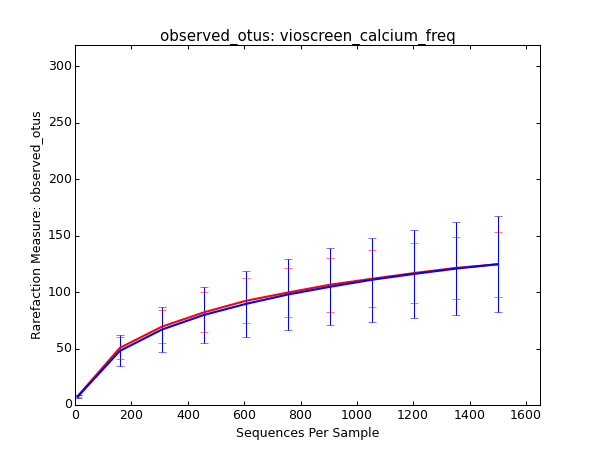 observed_otus: vioscreen_calcium_freq
300
250
200
150
100
50
0
Rarefaction Measure: observed_otus
0 200 400 600 800 1000 1200 1400 1600
Sequences Per Sample